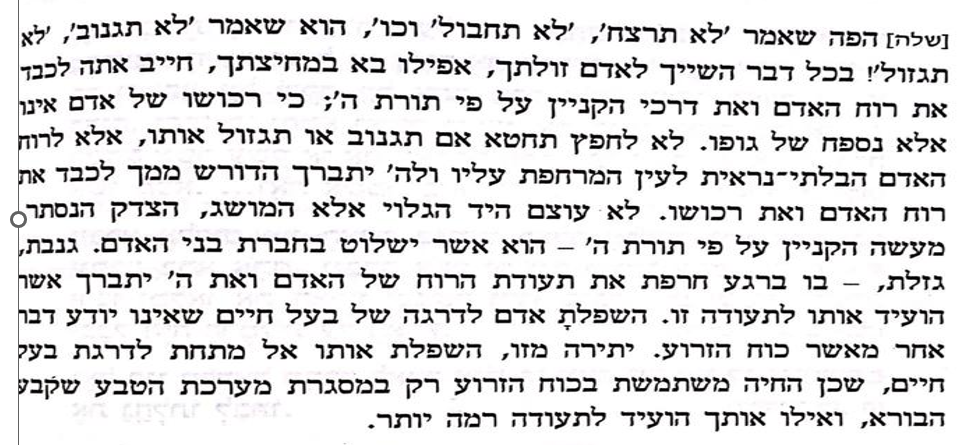 [שלה] הפה שאמר 'לא תרצח', 'לא תחבול' וכו', הוא שאמר 'לא תגנוב', 'לא
תגזול'! בכל דבר השייך לאדם זולתך, אפילו בא במחיצתך, חייב אתה לכבד
את רוח האדם ואת דרכי הקניין על פי תורת ה'; כי רכושו של אדם אינו
אלא נספח של גופו. לא לחפץ תחטא אם תגנוב או תגזול אותו, אלא לרוח
האדם הבלתי־נראית לעין המרחפת עליו ולה' יתברך הדורש ממך לכבד את
רוח האדם ואת רכושו. לא עוצם היד הגלוי אלא המושג, הצדק הנסתר
מעשה הקניין על פי תורת ה' – הוא אשר ישלוט בחברת בני האדם. גנבת,
גזלת, – בו ברגע חרפת את תעודת הרוח של האדם ואת ה' יתברך אשר
הועיד אותו לתעודה זו. השפלתָ אדם לדרגה של בעל חיים שאינו יודע דבר
אחר מאשר כוח הזרוע. יתירה מזו, השפלת אותו אל מתחת לדרגת בעל
חיים, שכן החיה משתמשת בכוח הזרוע רק במסגרת מערכת הטבע שקבע
הבורא, ואילו אותך הועיד לתעודה רמה יותר.